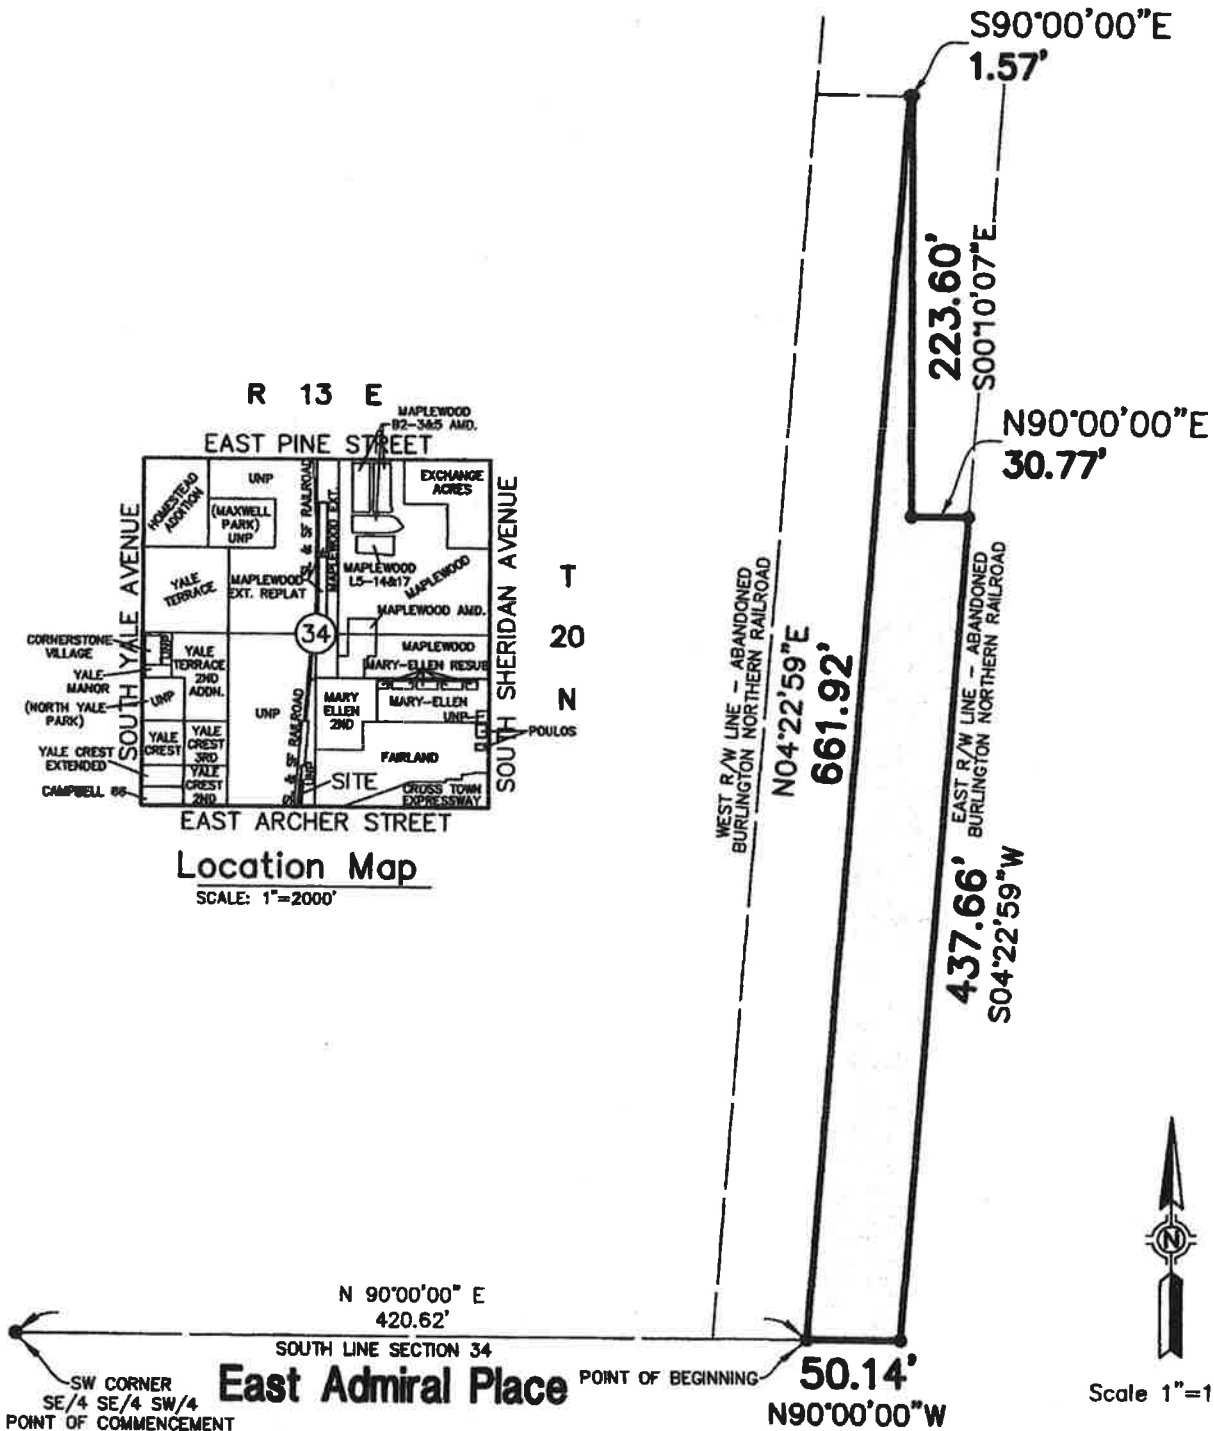 S90°00'00"E
1.57'
223.60'
S00°10'07"E
N90°00'00"E
30.77'
R 13 E
MAPLEWOOD
B2-3&5 AMD.
EAST PINE STREET
HOMESTEAD
ADDITION
UNP
(MAXWELL
PARK)
UNP
SL & SF RAILROAD
MAPLEWOOD EXT.
EXCHANGE
ACRES
SOUTH YALE AVENUE
SOUTH SHERIDAN AVENUE
YALE
TERRACE
MAPLEWOOD
EXT. REPLAT
MAPLEWOOD
L5-14&17
MAPLEWOOD
MAPLEWOOD AMD.
T
20
N
34
CORNERSTONE
VILLAGE
UNP
YALE
TERRACE
2ND
ADDN.
MAPLEWOOD
MARY-ELLEN RESUB
YALE
MANOR
(NORTH YALE
PARK)
UNP
UNP
MARY
ELLEN
2ND
MARY-ELLEN
UNP
POULOS
YALE
CREST
YALE
CREST
3RD
YALE CREST
EXTENDED
YALE
CREST
2ND
CAMPBELL 66
SL & SF RAILROAD
UNP
SITE
FAIRLAND
CROSS TOWN
EXPRESSWAY
EAST ARCHER STREET
Location Map
SCALE: 1"=2000'
WEST R/W LINE - ABANDONED
BURLINGTON NORTHERN RAILROAD
N04°22'59"E
661.92'
EAST R/W LINE - ABANDONED
BURLINGTON NORTHERN RAILROAD
437.66'
S04°22'59"W
N
N 90°00'00" E
420.62'
SOUTH LINE SECTION 34
East Admiral Place
POINT OF BEGINNING
50.14'
N90°00'00"W
SW CORNER
SE/4 SE/4 SW/4
POINT OF COMMENCEMENT
Scale 1"=1